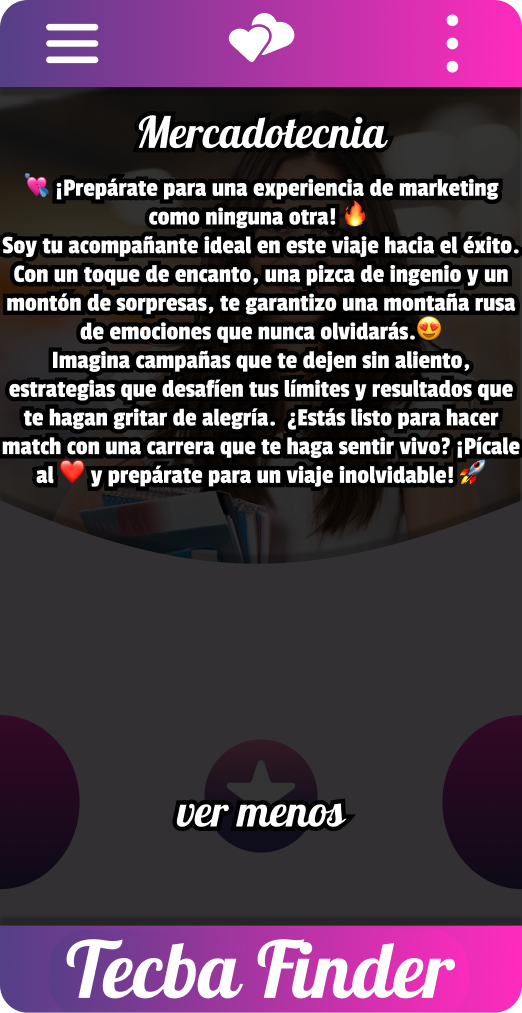 Mercadotecnia
💘 ¡Prepárate para una experiencia de marketing
como ninguna otra! 🔥
Soy tu acompañante ideal en este viaje hacia el éxito.
Con un toque de encanto, una pizca de ingenio y un
montón de sorpresas, te garantizo una montaña rusa
de emociones que nunca olvidarás.😍
Imagina campañas que te dejen sin aliento,
estrategias que desafíen tus límites y resultados que
te hagan gritar de alegría. ¿Estás listo para hacer
match con una carrera que te haga sentir vivo? ¡Pícale
al ❤️ y prepárate para un viaje inolvidable! 🚀
ver menos
Tecba Finder